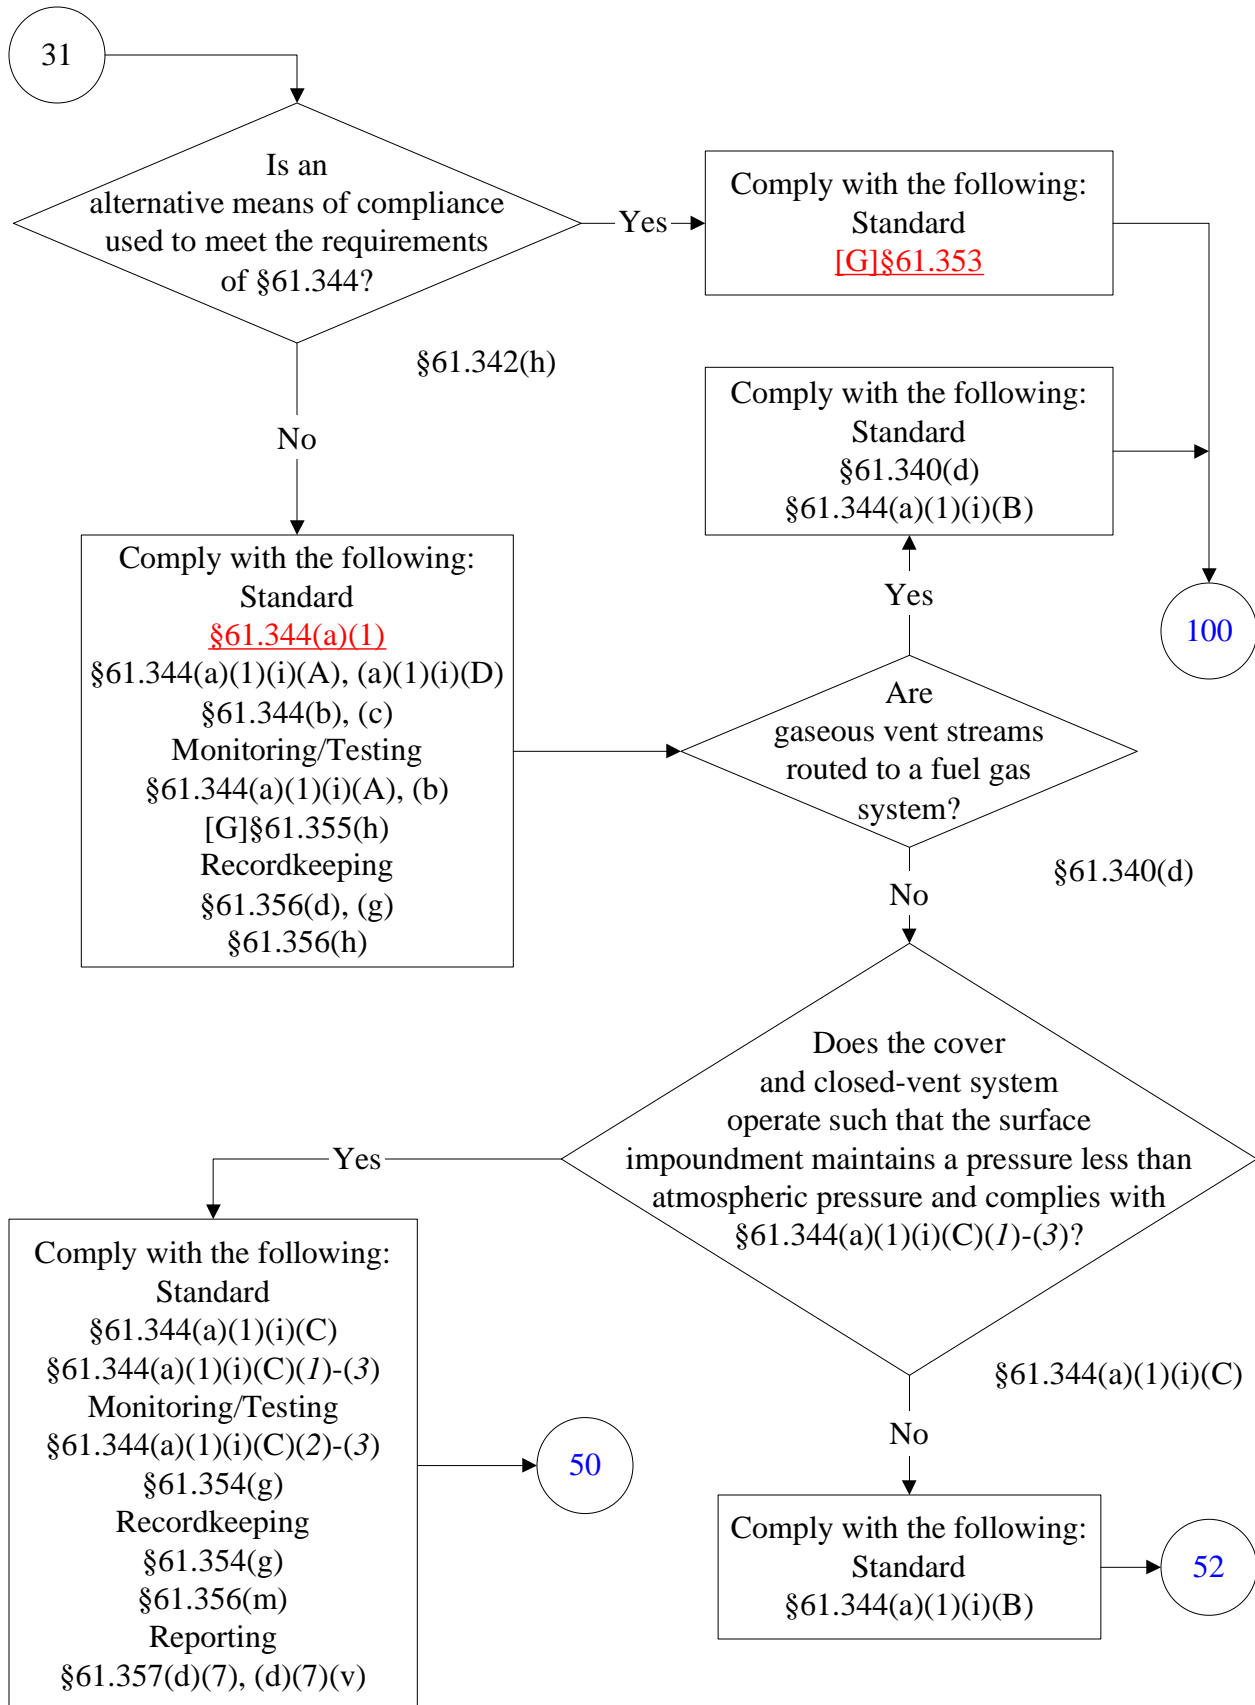 31
Is an
alternative means of compliance
used to meet the requirements
of §61.344?
Yes
Comply with the following:
Standard
[G]§61.353
§61.342(h)
No
Comply with the following:
Standard
§61.340(d)
§61.344(a)(1)(i)(B)
Comply with the following:
Standard
§61.344(a)(1)
§61.344(a)(1)(i)(A), (a)(1)(i)(D)
§61.344(b), (c)
Monitoring/Testing
§61.344(a)(1)(i)(A), (b)
[G]§61.355(h)
Recordkeeping
§61.356(d), (g)
§61.356(h)
Yes
100
Are
gaseous vent streams
routed to a fuel gas
system?
§61.340(d)
No
Does the cover
and closed-vent system
operate such that the surface
impoundment maintains a pressure less than
atmospheric pressure and complies with
§61.344(a)(1)(i)(C)(1)-(3)?
Yes
§61.344(a)(1)(i)(C)
Comply with the following:
Standard
§61.344(a)(1)(i)(C)
§61.344(a)(1)(i)(C)(1)-(3)
Monitoring/Testing
§61.344(a)(1)(i)(C)(2)-(3)
§61.354(g)
Recordkeeping
§61.354(g)
§61.356(m)
Reporting
§61.357(d)(7), (d)(7)(v)
50
No
Comply with the following:
Standard
§61.344(a)(1)(i)(B)
52